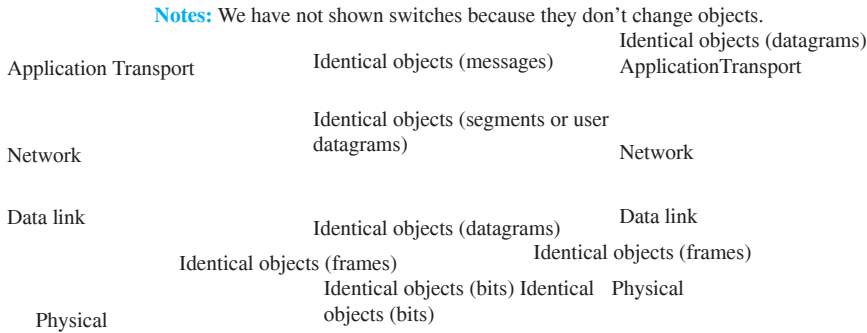 Notes: We have not shown switches because they don't change objects.
Identical objects (datagrams)
Application Transport
Identical objects (messages)
ApplicationTransport
Identical objects (segments or user
datagrams)
Network
Network
Data link
Identical objects (datagrams)
Data link
Identical objects (frames)
Identical objects (frames)
Identical objects (bits) Identical
objects (bits)
Physical
Physical